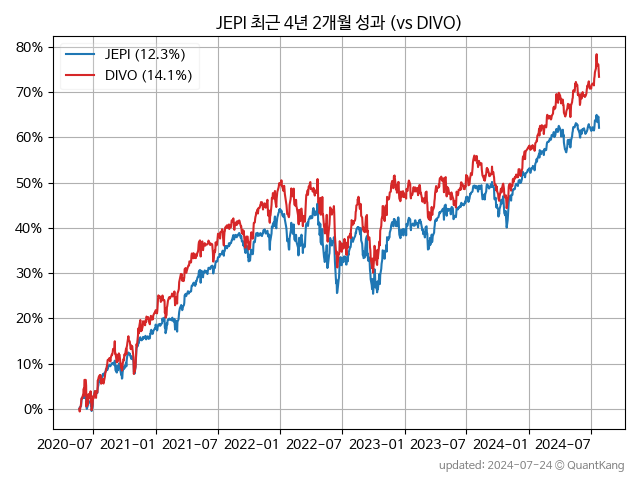 JEPI 최근 4년 2개월 성과 (vs DIVO)
JEPI (12.3%)
DIVO (14.1%)
80%
70%
60%
50%
40%
30%
20%
10%
0%
2020-07 2021-01 2021-07 2022-01 2022-07 2023-01 2023-07 2024-01 2024-07
updated: 2024-07-24 © QuantKang